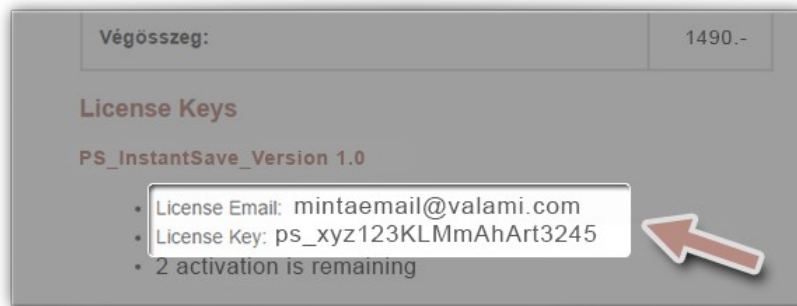 Végösszeg: 1490.-
License Keys
PS_InstantSave_Version 1.0
• License Email: mintaemail@valami.com
• License Key: ps_xyz123KLMmAhArt3245
• 2 activation is remaining